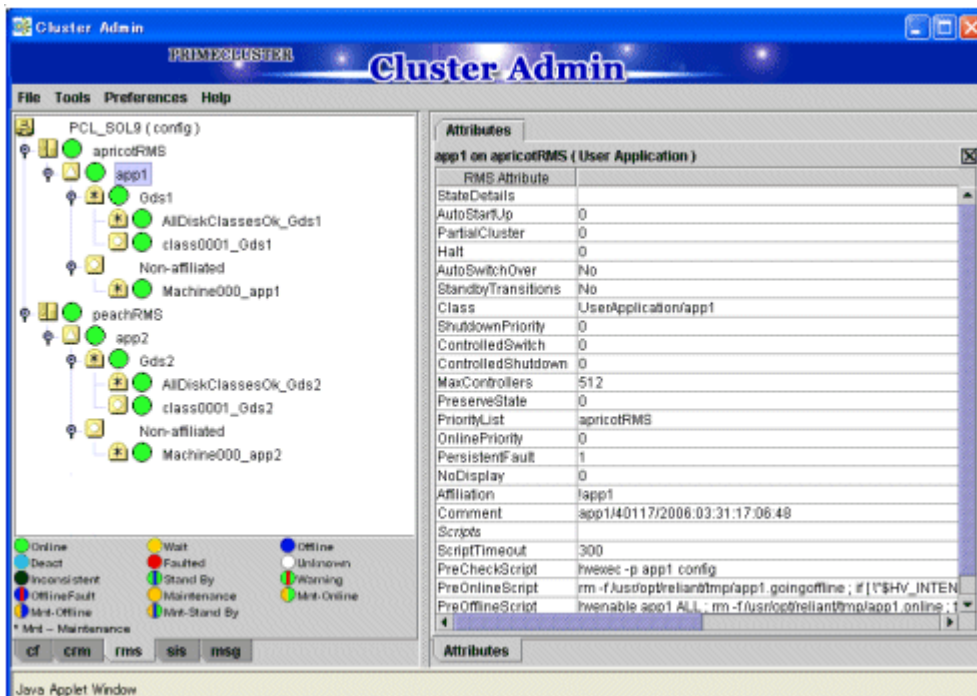 Cluster Admin
PRIMECLUSTER
Cluster Admin
File Tools Preferences Help
PCL_SOL9 ( config )
apricotRMS
app1
Gds1
AllDiskClassesOk_Gds1
class0001_Gds1
Non-affiliated
Machine000_app1
peachRMS
app2
Gds2
AllDiskClassesOk_Gds2
class0001_Gds2
Non-affiliated
Machine000_app2
Online Wait Offline
Deact Faulted Unknown
Inconsistent Stand By Warning
OfflineFault Maintenance Mnt-Online
Mnt-Offline Mnt-Stand By
* Mnt - Maintenance
cf crm rms sis msg
Attributes
app1 on apricotRMS ( User Application )
RMS Attribute
StateDetails
AutoStartUp 0
PartialCluster 0
Halt 0
AutoSwitchOver No
StandbyTransitions No
Class UserApplication/app1
ShutdownPriority 0
ControlledSwitch 0
ControlledShutdown 0
MaxControllers 512
PreserveState 0
PriorityList apricotRMS
OnlinePriority 0
PersistentFault 1
NoDisplay 0
Affiliation !app1
Comment app1/40117/2006:03:31:17:06:48
Scripts
ScriptTimeout 300
PreCheckScript hvexec -p app1 config
PreOnlineScript rm -f /usr/opt/reliant/tmp/app1.goingoffline ; if [ \"$HV_INTEN
PreOfflineScript hvenable app1 ALL ; rm -f /usr/opt/reliant/tmp/app1.online ;
Attributes
Java Applet Window